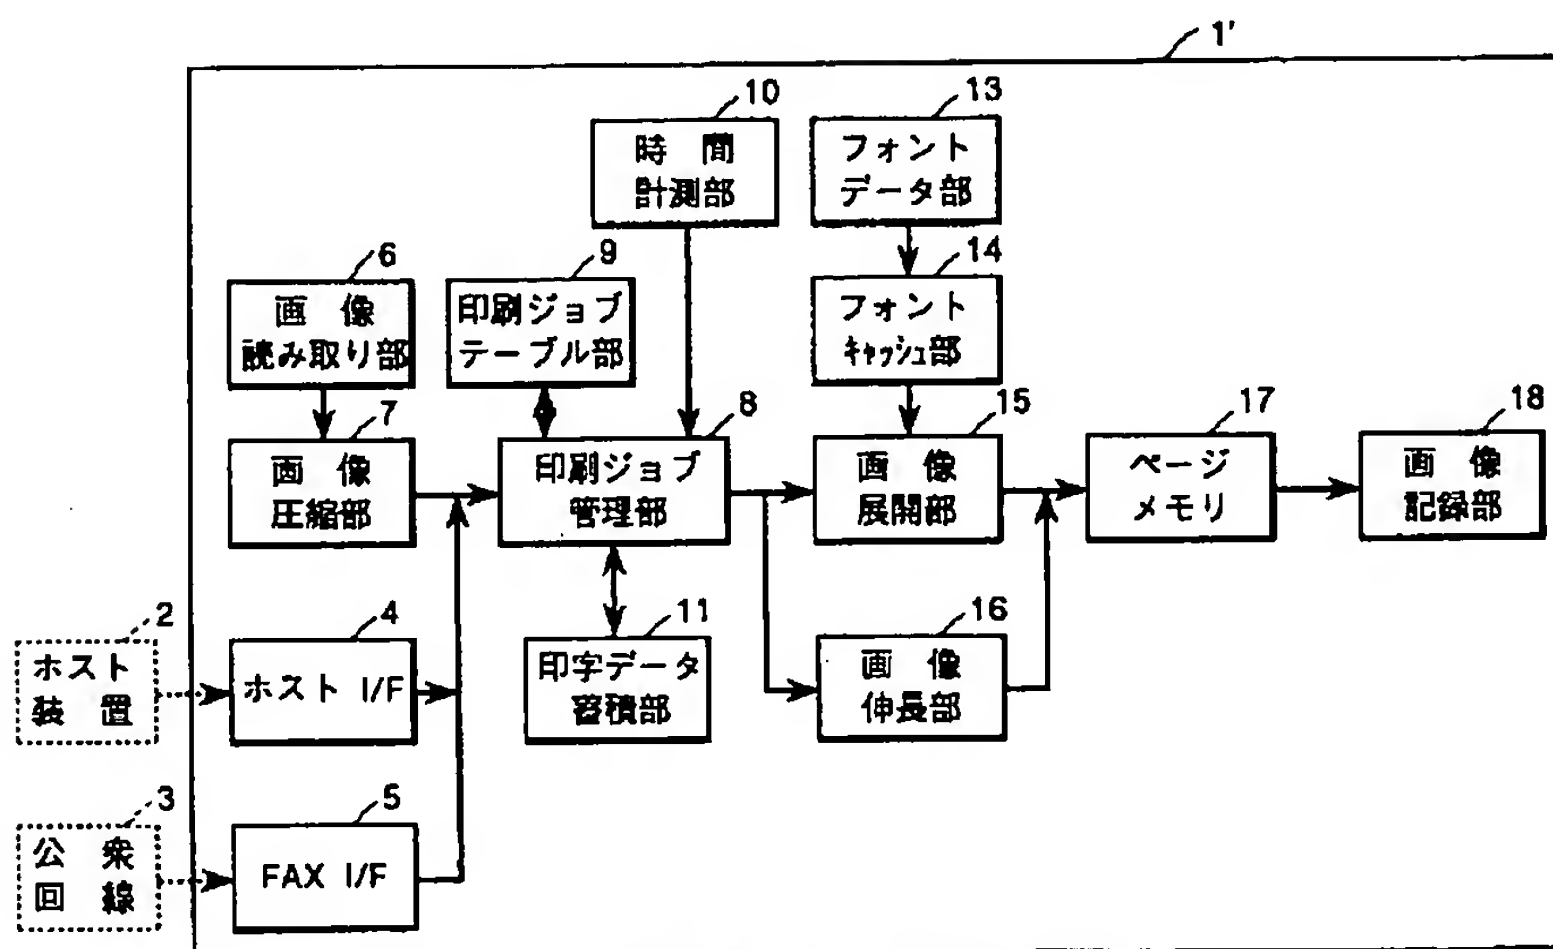 1'
10
時間
計測部
13
フォント
データ部
6
画像
読み取り部
9
印刷ジョブ
テーブル部
14
フォント
キャッシュ部
7
画像
圧縮部
8
印刷ジョブ
管理部
15
画像
展開部
17
ページ
メモリ
18
画像
記録部
2
ホスト
装置
4
ホスト I/F
11
印字データ
蓄積部
16
画像
伸長部
3
公衆
回線
5
FAX I/F